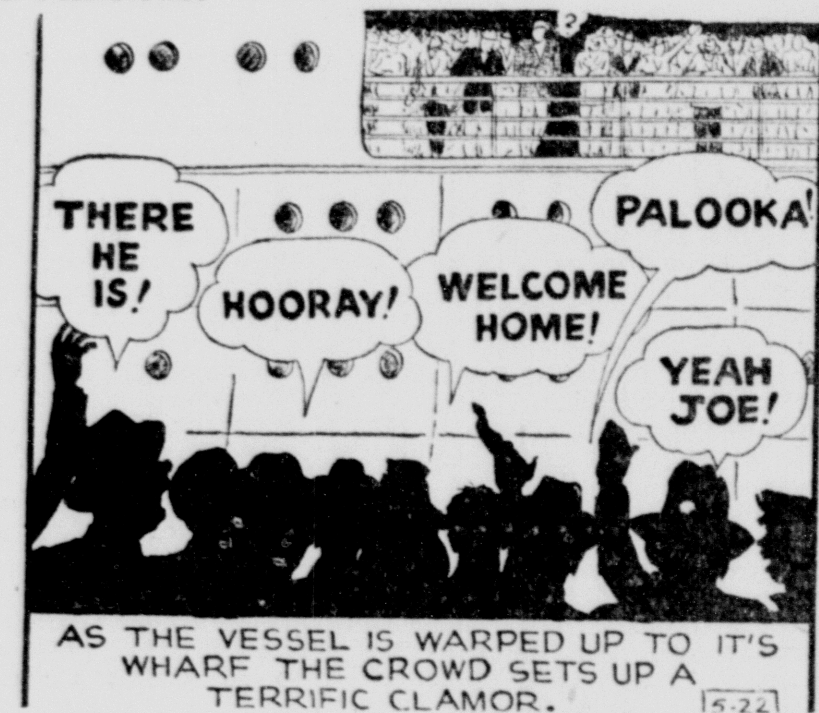 ?
THERE
HE
IS!
HOORAY!
WELCOME
HOME!
PALOOKA!
YEAH
JOE!
AS THE VESSEL IS WARPED UP TO IT'S
WHARF THE CROWD SETS UP A
TERRIFIC CLAMOR.
5-22